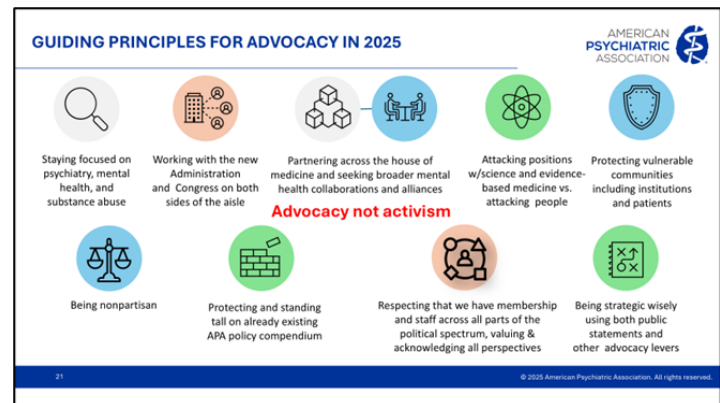 GUIDING PRINCIPLES FOR ADVOCACY IN 2025
AMERICAN
PSYCHIATRIC
ASSOCIATION
Staying focused on
psychiatry, mental
health, and
substance abuse
Working with the new
Administration
and Congress on both
sides of the aisle
Partnering across the house of
medicine and seeking broader mental
health collaborations and alliances
Attacking positions
w/science and evidence-
based medicine vs.
attacking people
Protecting vulnerable
communities
including institutions
and patients
Advocacy not activism
Being nonpartisan
Protecting and standing
tall on already existing
APA policy compendium
Respecting that we have membership
and staff across all parts of the
political spectrum, valuing &
acknowledging all perspectives
Being strategic wisely
using both public
statements and
other advocacy levers
21
© 2025 American Psychiatric Association. All rights reserved.